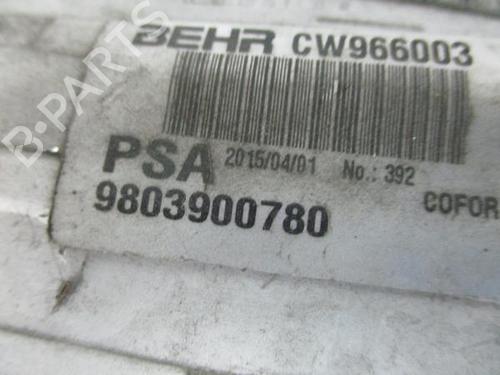 BEHR CW966003
PSA 2015/04/01 No.: 392
9803900780 COFOR
B-PARTS